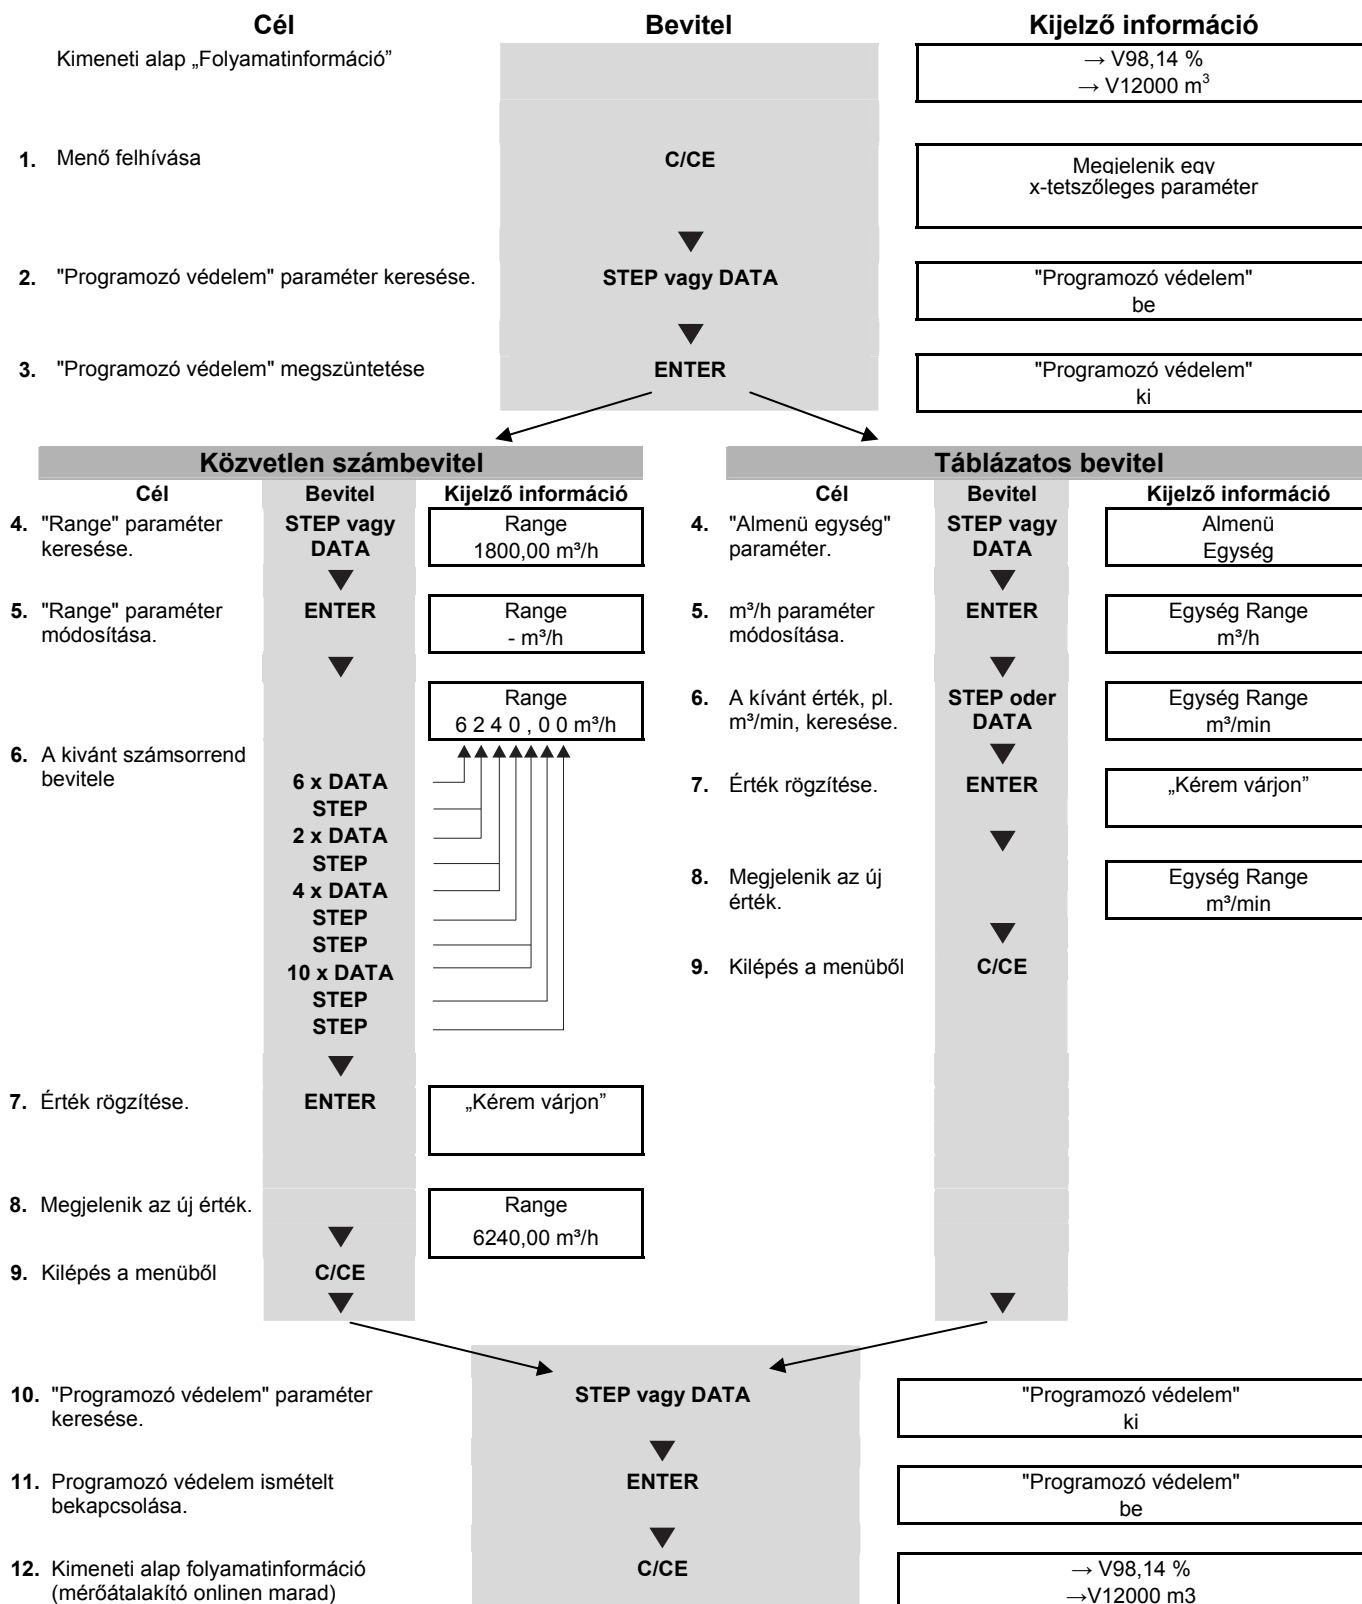 Cél Bevitel Kijelző információ
Kimeneti alap „Folyamatinformáció”
→ V98,14 %
→ V12000 m³
1. Menő felhívása C/CE
Megjelenik egy
x-tetszőleges paraméter
2. "Programozó védelem" paraméter keresése. STEP vagy DATA
"Programozó védelem"
be
3. "Programozó védelem" megszüntetése ENTER
"Programozó védelem"
ki
Közvetlen számbevitel
Cél Bevitel Kijelző információ
4. "Range" paraméter
keresése.
STEP vagy
DATA
Range
1800,00 m³/h
5. "Range" paraméter
módosítása.
ENTER
Range
- m³/h
Range
6 2 4 0 , 0 0 m³/h
6. A kivánt számsorrend
bevitele
6 x DATA
STEP
2 x DATA
STEP
4 x DATA
STEP
STEP
10 x DATA
STEP
STEP
7. Érték rögzítése. ENTER „Kérem várjon”
8. Megjelenik az új érték.
Range
6240,00 m³/h
9. Kilépés a menüből C/CE
Táblázatos bevitel
Cél Bevitel Kijelző információ
4. "Almenü egység"
paraméter.
STEP vagy
DATA
Almenü
Egység
5. m³/h paraméter
módosítása.
ENTER
Egység Range
m³/h
6. A kívánt érték, pl.
m³/min, keresése.
STEP oder
DATA
Egység Range
m³/min
7. Érték rögzítése. ENTER „Kérem várjon”
8. Megjelenik az új
érték.
Egység Range
m³/min
9. Kilépés a menüből C/CE
10. "Programozó védelem" paraméter
keresése.
STEP vagy DATA
"Programozó védelem"
ki
11. Programozó védelem ismételt
bekapcsolása.
ENTER
"Programozó védelem"
be
12. Kimeneti alap folyamatinformáció
(mérőátalakító onlinen marad)
C/CE
→ V98,14 %
→V12000 m3